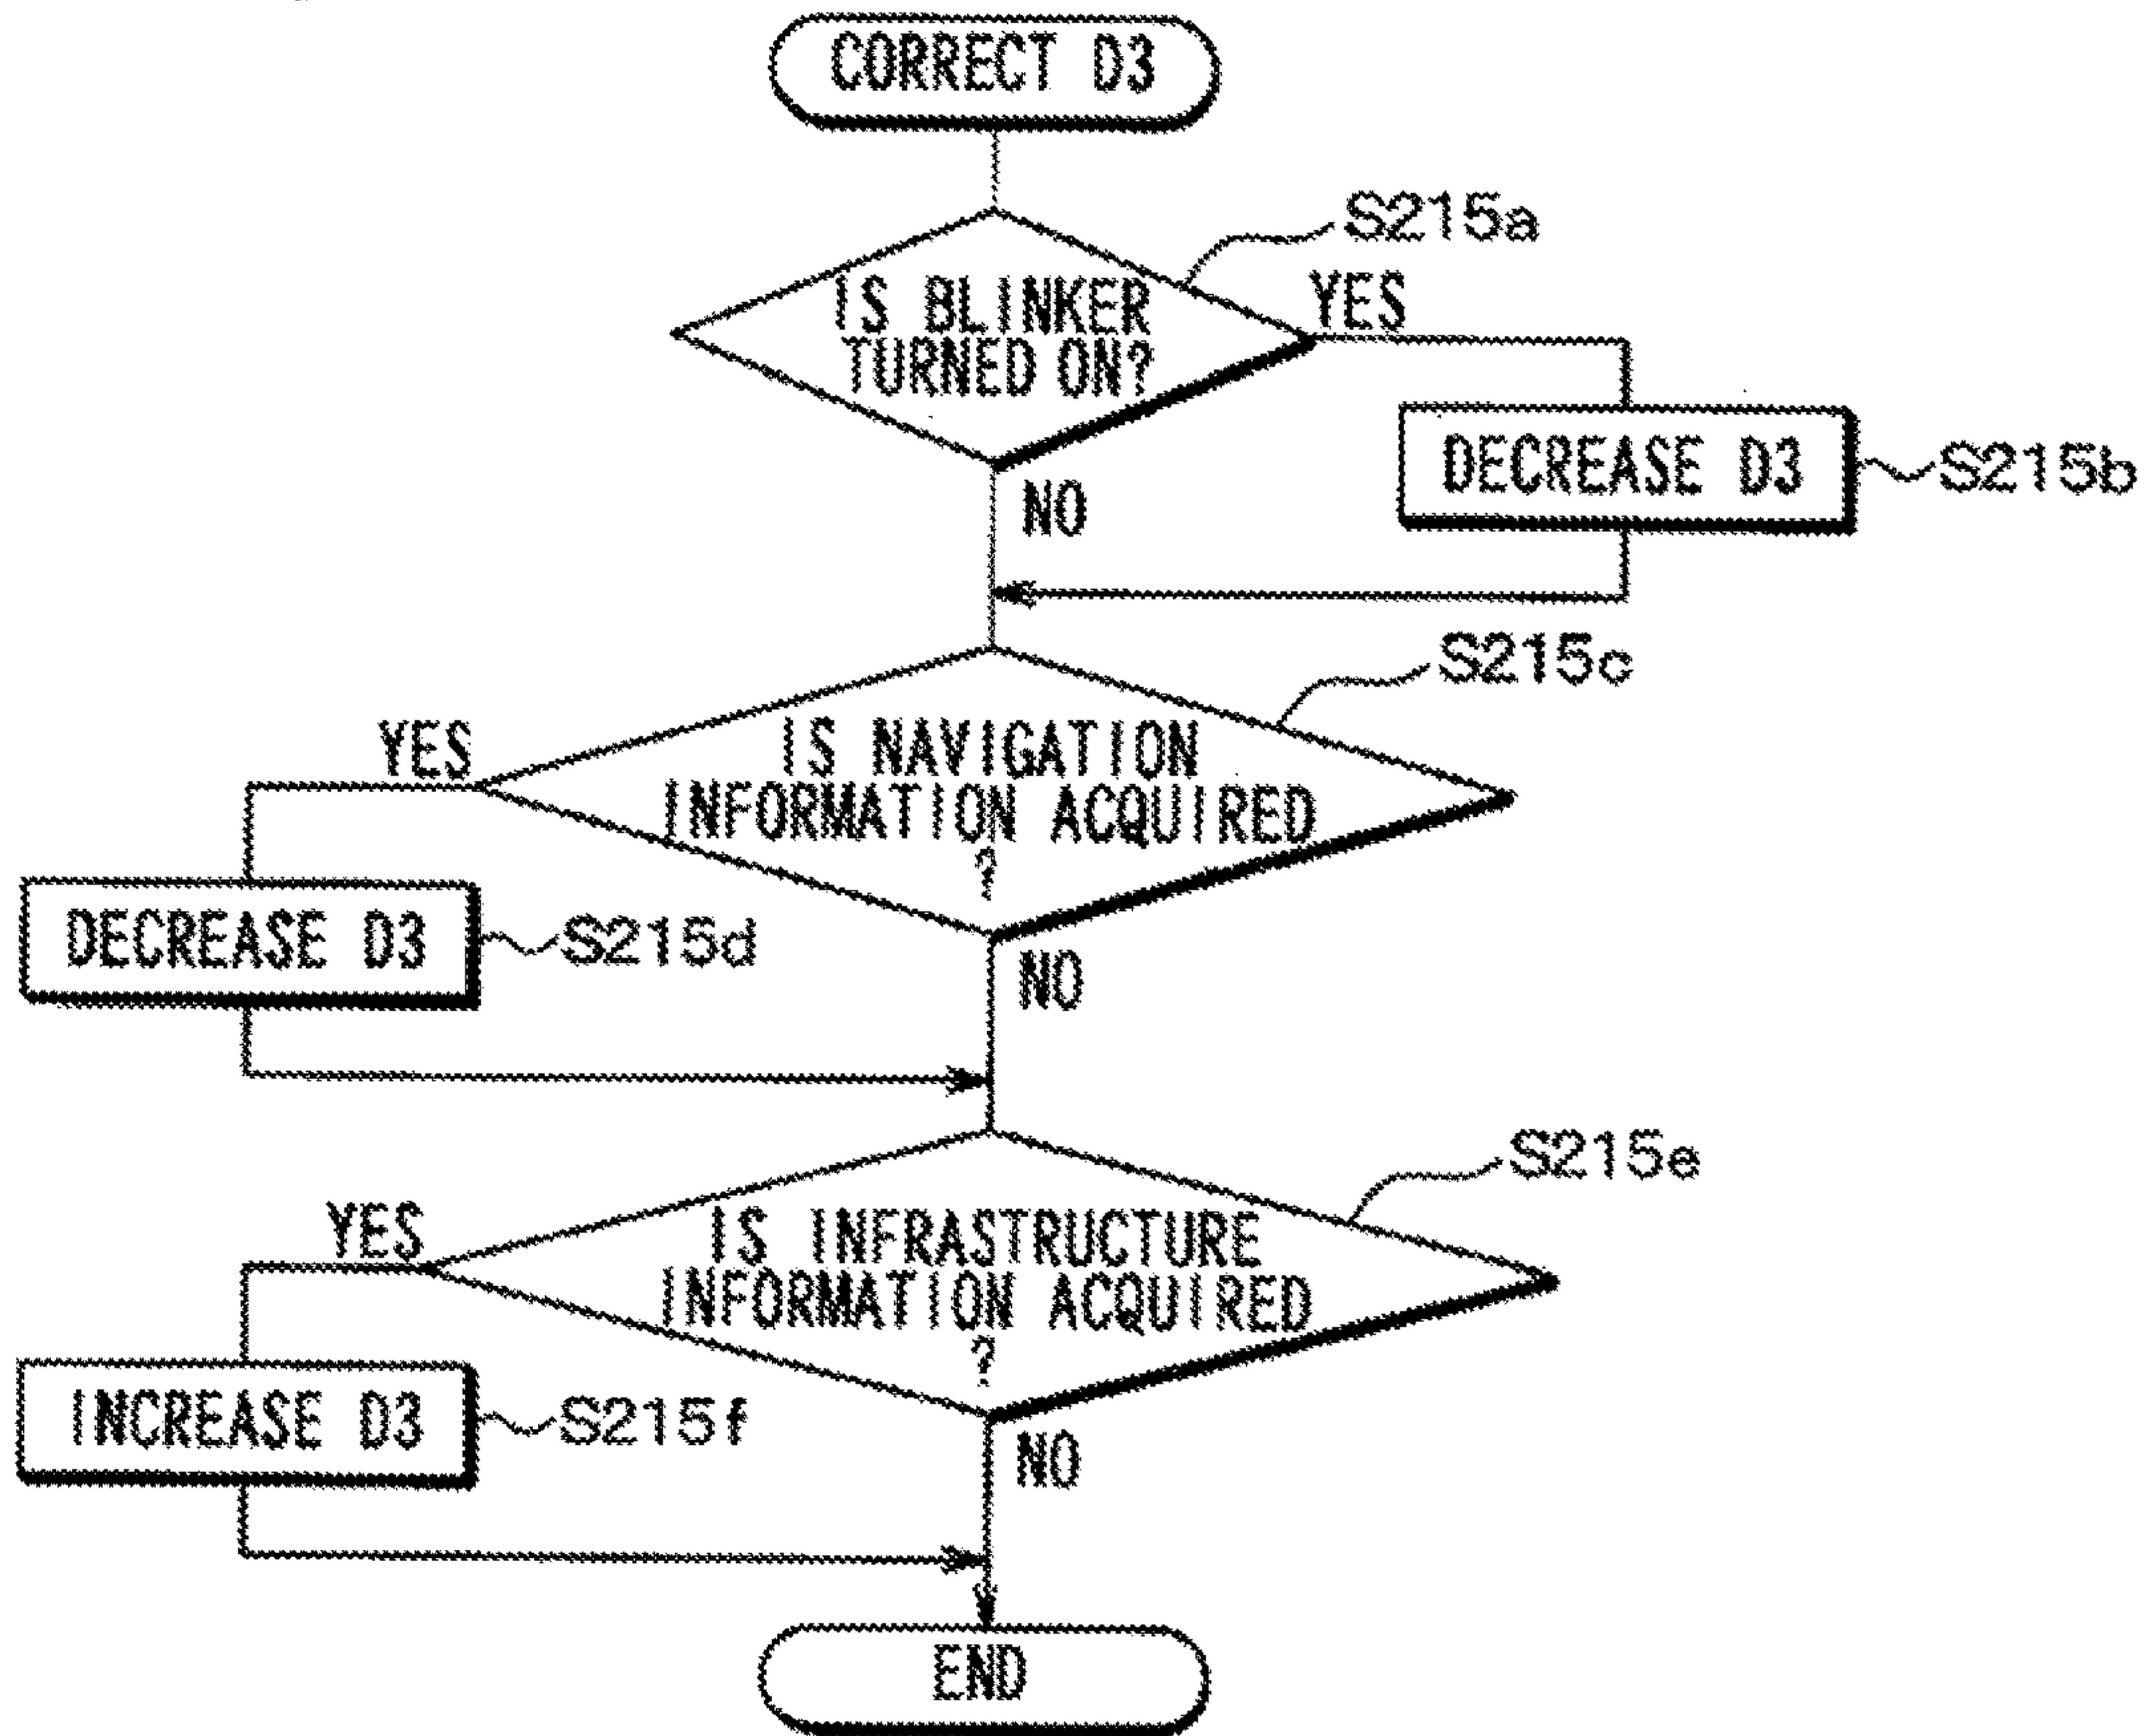 CORRECT D3
S215a
IS BLINKER
TURNED ON?
YES
DECREASE D3
S215b
NO
S215c
YES
IS NAVIGATION
INFORMATION ACQUIRED
?
DECREASE D3
S215d
NO
S215e
YES
IS INFRASTRUCTURE
INFORMATION ACQUIRED
?
INCREASE D3
S215f
NO
END